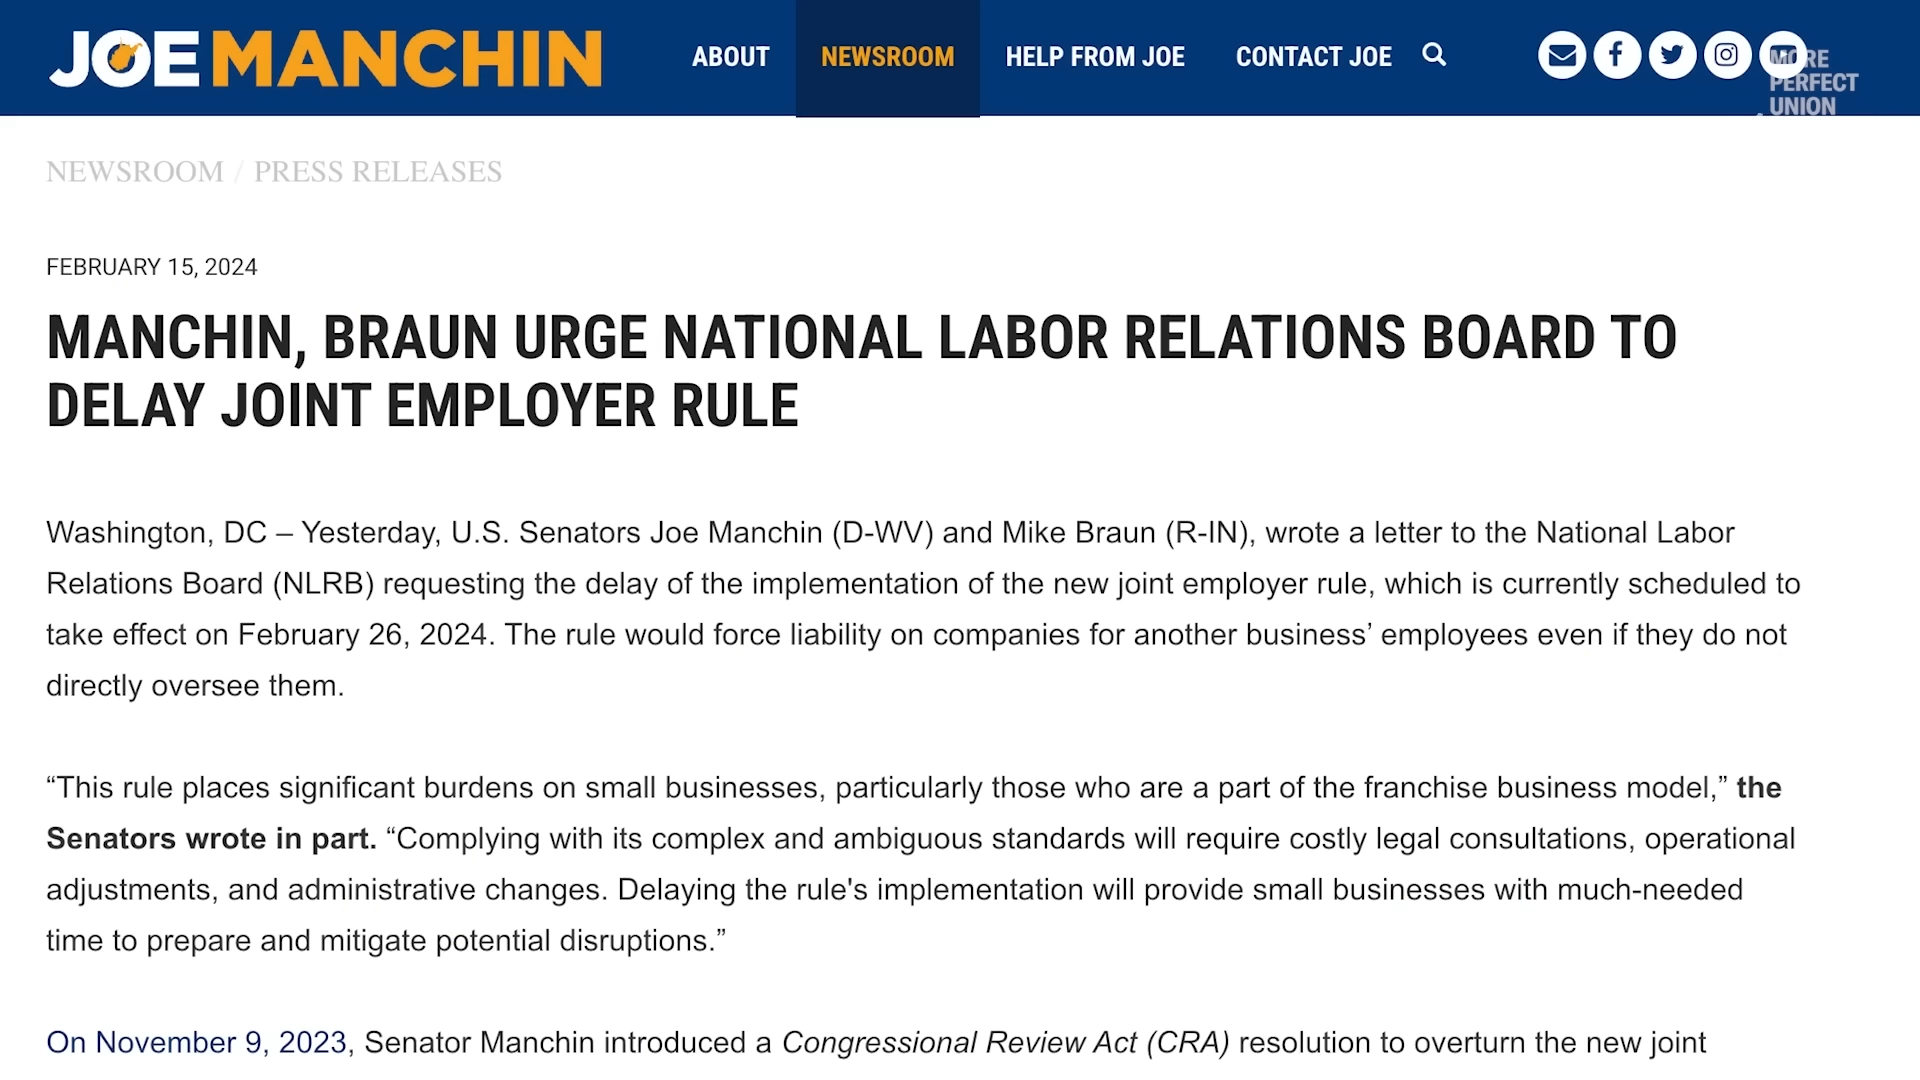 JOE MANCHIN
ABOUT NEWSROOM HELP FROM JOE CONTACT JOE
MORE
PERFECT
UNION
NEWSROOM / PRESS RELEASES
FEBRUARY 15, 2024
MANCHIN, BRAUN URGE NATIONAL LABOR RELATIONS BOARD TO
DELAY JOINT EMPLOYER RULE
Washington, DC – Yesterday, U.S. Senators Joe Manchin (D-WV) and Mike Braun (R-IN), wrote a letter to the National Labor
Relations Board (NLRB) requesting the delay of the implementation of the new joint employer rule, which is currently scheduled to
take effect on February 26, 2024. The rule would force liability on companies for another business’ employees even if they do not
directly oversee them.
“This rule places significant burdens on small businesses, particularly those who are a part of the franchise business model,” the
Senators wrote in part. “Complying with its complex and ambiguous standards will require costly legal consultations, operational
adjustments, and administrative changes. Delaying the rule's implementation will provide small businesses with much-needed
time to prepare and mitigate potential disruptions.”
On November 9, 2023, Senator Manchin introduced a Congressional Review Act (CRA) resolution to overturn the new joint